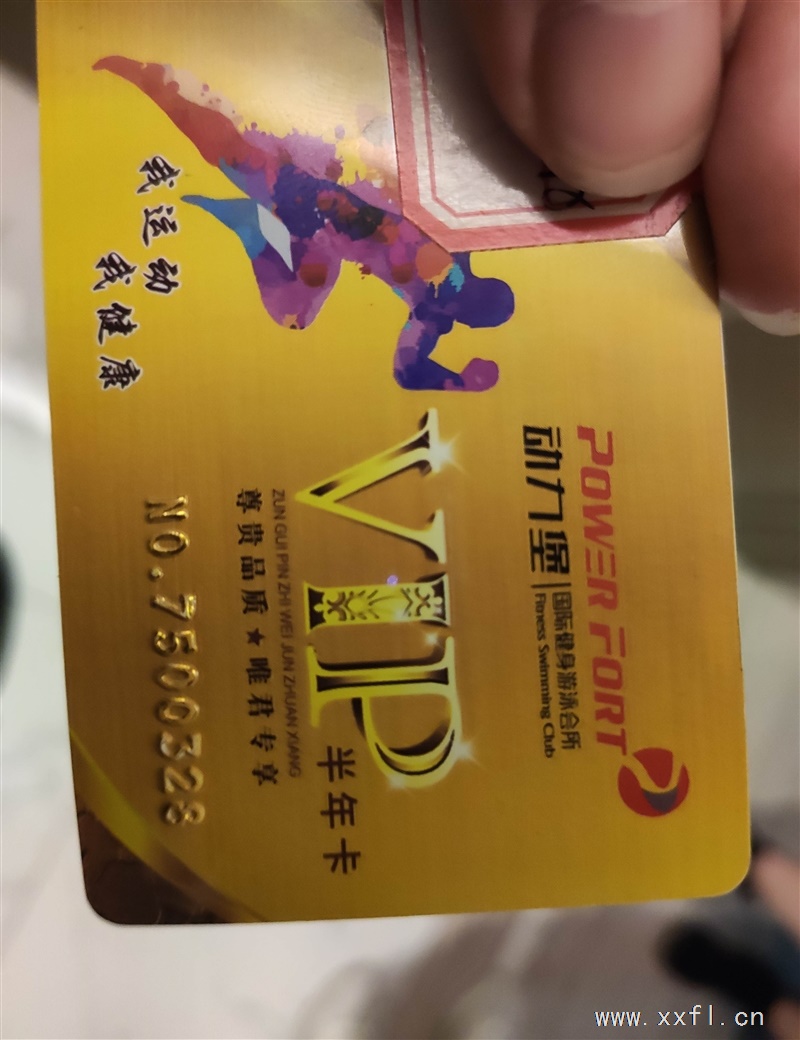 POWER FORT
动力堡
国际健身游泳会所
Fitness Swimming Club
VIP
半年卡
ZUN GUI PIN ZHI WEI JUN ZHUAN XIANG
尊贵品质★唯君专享
我运动
我健康
NO.7500328
www.xxfl.cn